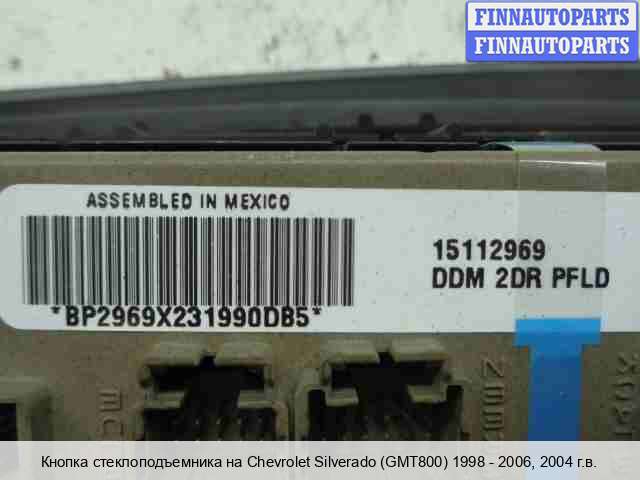 FINNAUTOPARTS
FINNAUTOPARTS
ASSEMBLED IN MEXICO
*BP2969X231990DB5*
15112969
DDM 2DR PFLD
Кнопка стеклоподъемника на Chevrolet Silverado (GMT800) 1998 - 2006, 2004 г.в.